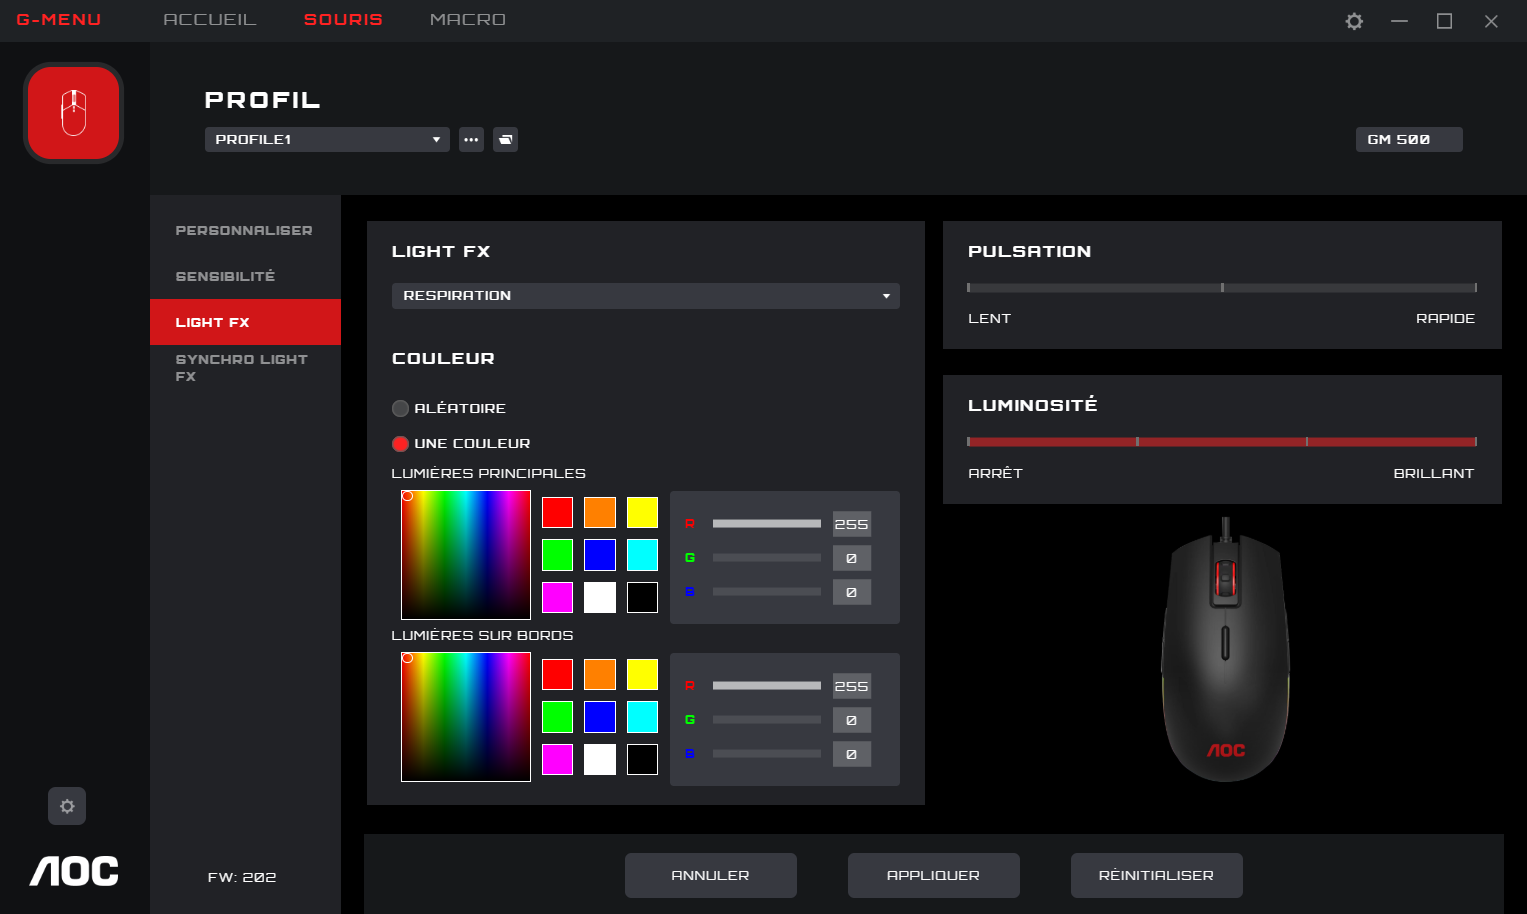 G-MENU ACCUEIL SOURIS MACRO
PROFIL
PROFILE1
GM 500
PERSONNALISER
SENSIBILITÉ
LIGHT FX
SYNCHRO LIGHT
FX
FW: 202
LIGHT FX
RESPIRATION
COULEUR
ALÉATOIRE
UNE COULEUR
LUMIÈRES PRINCIPALES
R 255
G 0
B 0
LUMIÈRES SUR BORDS
R 255
G 0
B 0
PULSATION
LENT RAPIDE
LUMINOSITÉ
ARRÊT BRILLANT
AOC
AOC
ANNULER APPLIQUER RÉINITIALISER